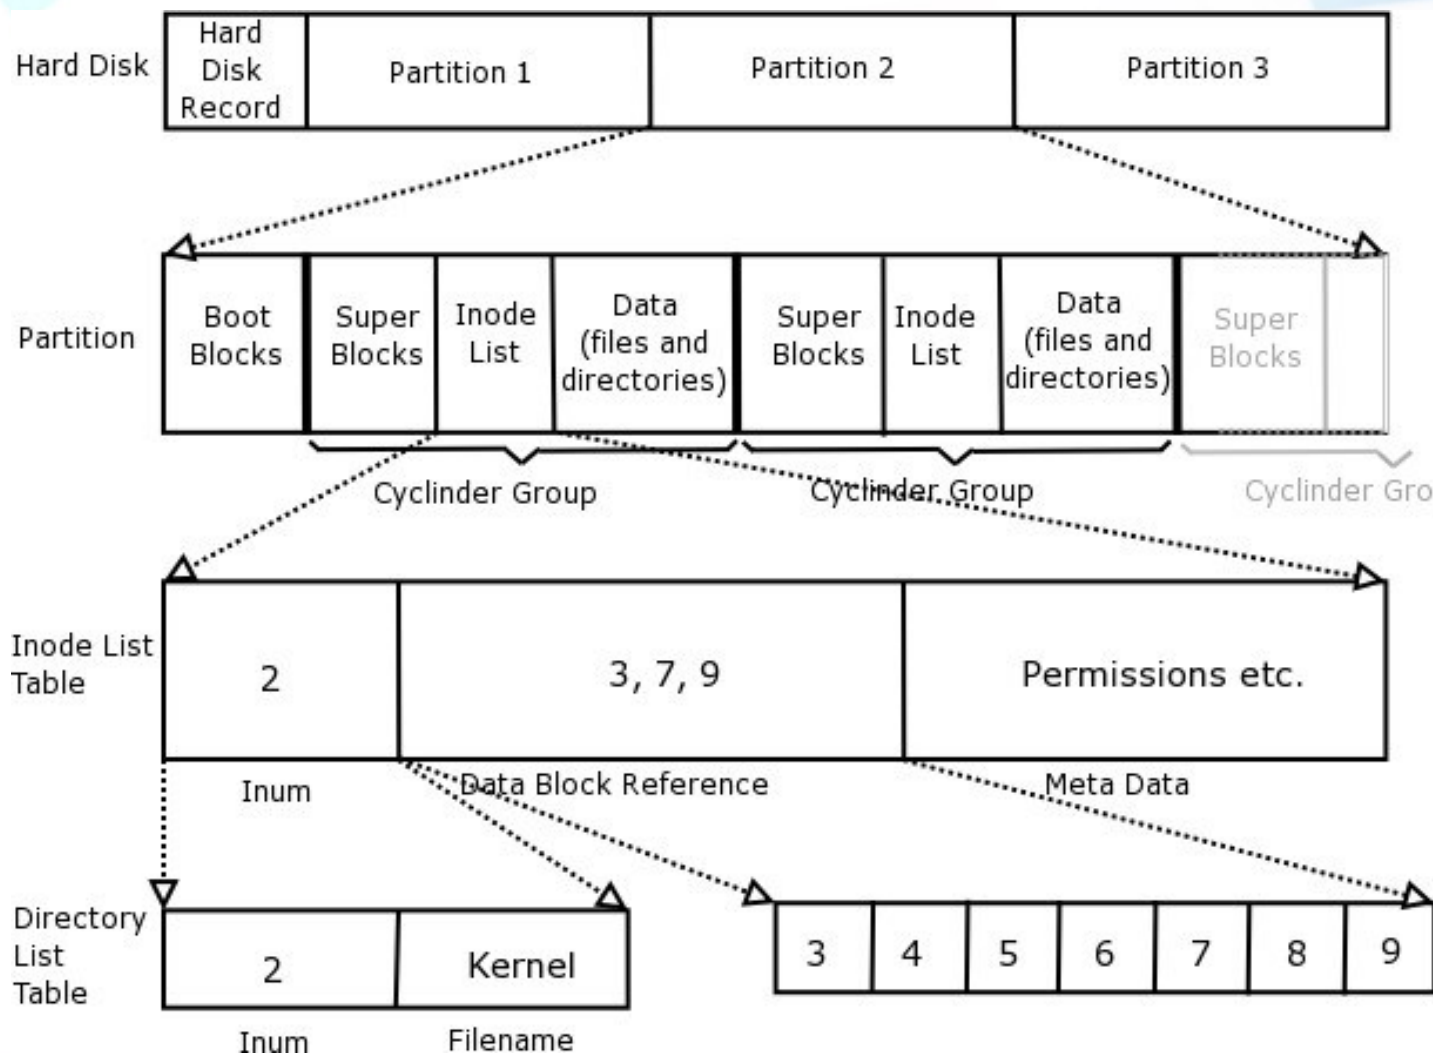 Hard Disk
Hard
Disk
Record
Partition 1
Partition 2
Partition 3
Partition
Boot
Blocks
Super
Blocks
Inode
List
Data
(files and
directories)
Super
Blocks
Inode
List
Data
(files and
directories)
Super
Blocks
Cyclinder Group
Cyclinder Group
Cyclinder Gro
Inode List
Table
2
3, 7, 9
Permissions etc.
Inum
Data Block Reference
Meta Data
Directory
List
Table
2
Kernel
3
4
5
6
7
8
9
Inum
Filename